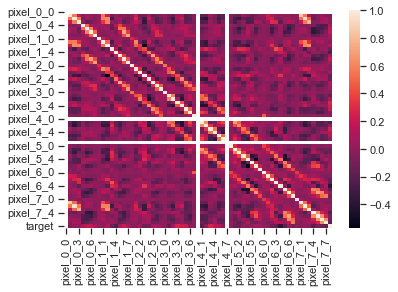 pixel_0_0
pixel_0_4
pixel_1_0
pixel_1_4
pixel_2_0
pixel_2_4
pixel_3_0
pixel_3_4
pixel_4_0
pixel_4_4
pixel_5_0
pixel_5_4
pixel_6_0
pixel_6_4
pixel_7_0
pixel_7_4
target
pixel_0_0
pixel_0_3
pixel_0_6
pixel_1_1
pixel_1_4
pixel_1_7
pixel_2_2
pixel_2_5
pixel_3_0
pixel_3_3
pixel_3_6
pixel_4_1
pixel_4_4
pixel_4_7
pixel_5_2
pixel_5_5
pixel_6_0
pixel_6_3
pixel_6_6
pixel_7_1
pixel_7_4
pixel_7_7
1.0
0.8
0.6
0.4
0.2
0.0
−0.2
−0.4